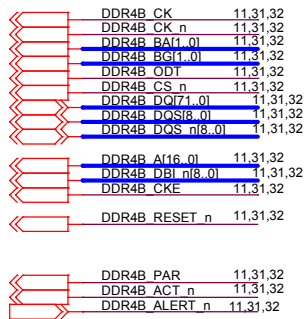 DDR4B_CK 11,31,32
DDR4B_CK_n 11,31,32
DDR4B_BA[1..0] 11,31,32
DDR4B_BG[1..0] 11,31,32
DDR4B_ODT 11,31,32
DDR4B_CS_n 11,31,32
DDR4B_DQ[71..0] 11,31,32
DDR4B_DQS[8..0] 11,31,32
DDR4B_DQS_n[8..0] 11,31,32
DDR4B_A[16..0] 11,31,32
DDR4B_DBI_n[8..0] 11,31,32
DDR4B_CKE 11,31,32
DDR4B_RESET_n 11,31,32
DDR4B_PAR 11,31,32
DDR4B_ACT_n 11,31,32
DDR4B_ALERT_n 11,31,32